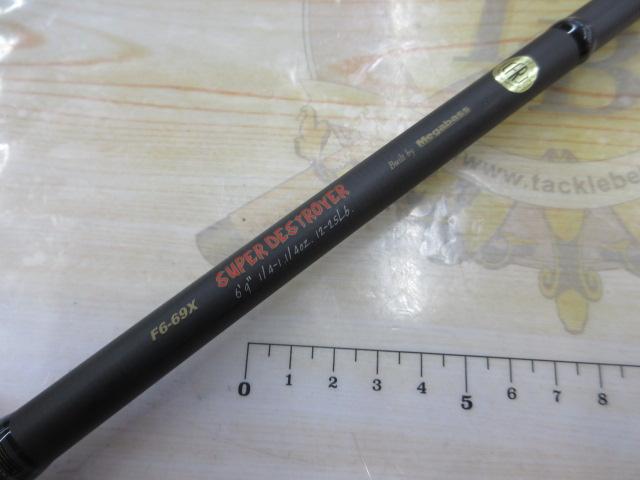 Built by Megabass
SUPER DESTROYER
6'9" 1/4-1.1/4oz. 12-25Lb.
F6-69X
www.tacklebe
0 1 2 3 4 5 6 7 8